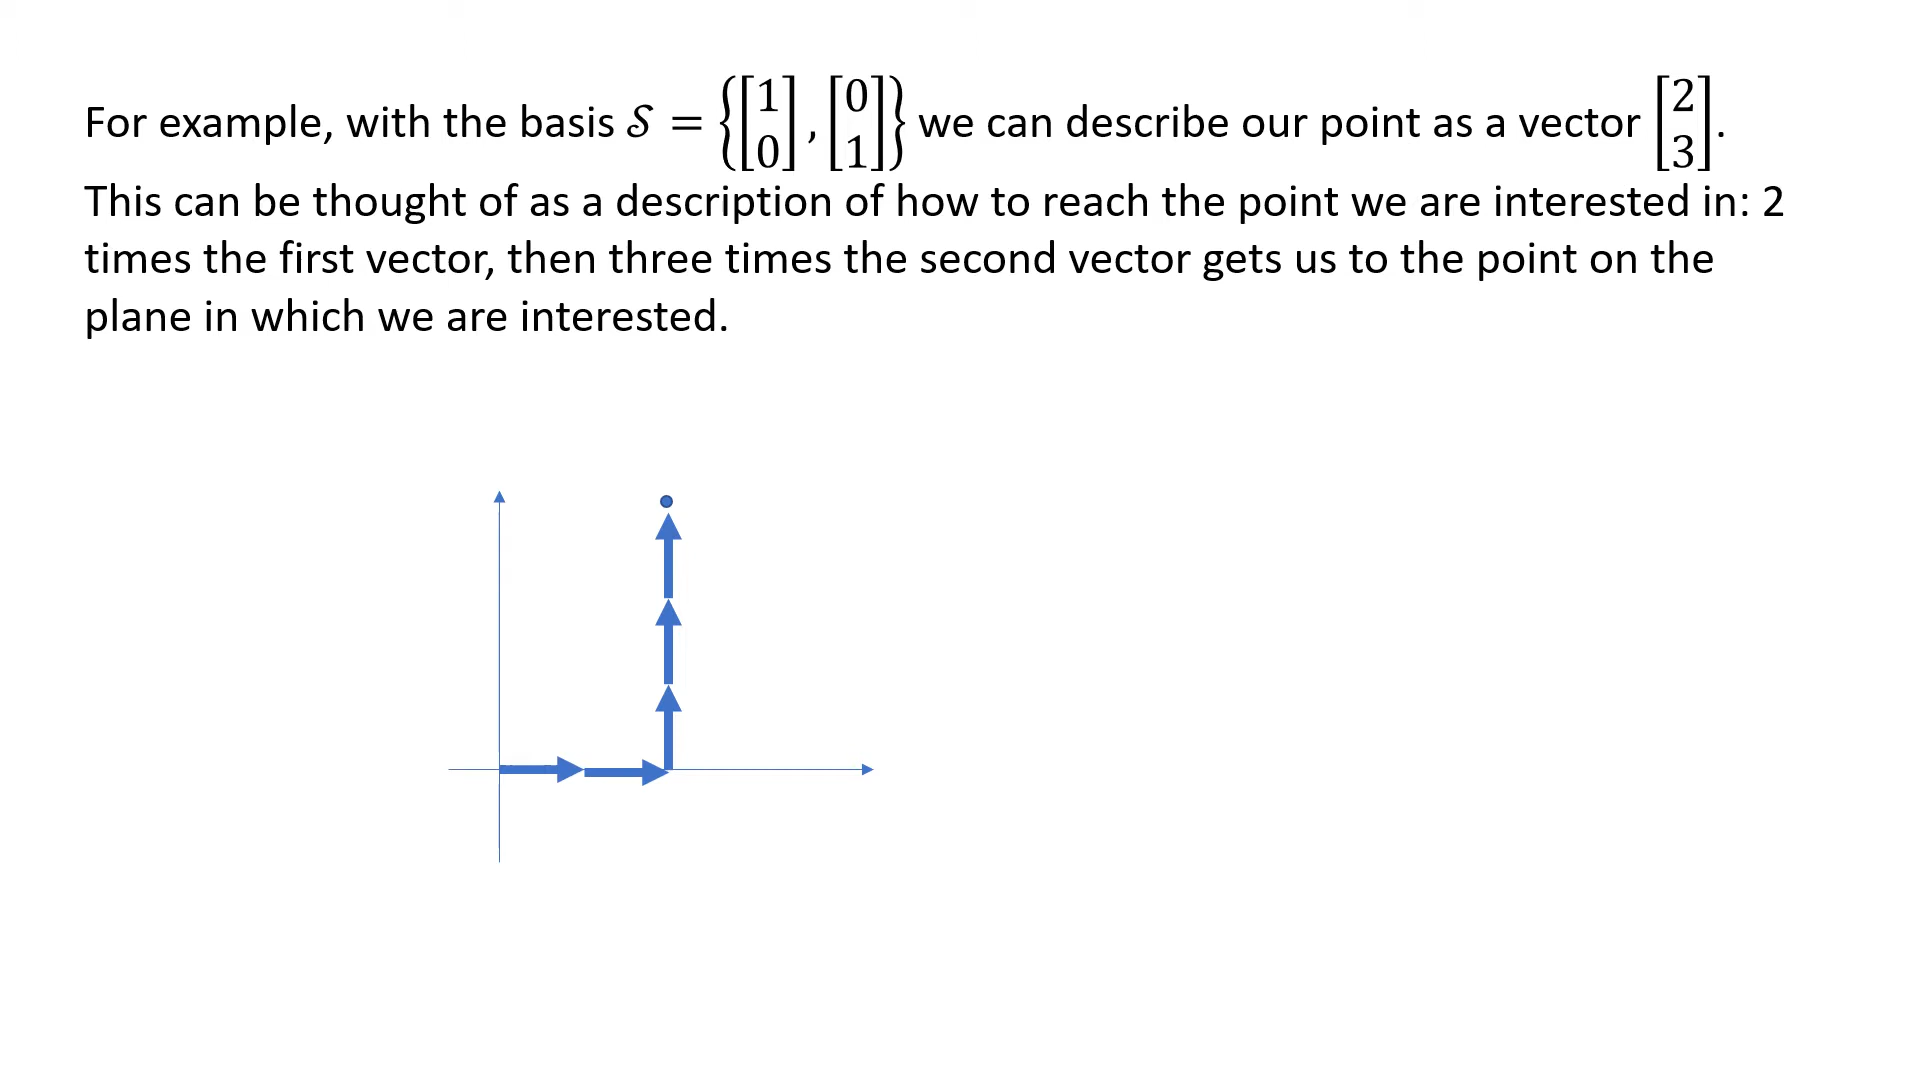 For example, with the basis 𝒮 = {[1 0], [0 1]} we can describe our point as a vector [2 3].
This can be thought of as a description of how to reach the point we are interested in: 2
times the first vector, then three times the second vector gets us to the point on the
plane in which we are interested.